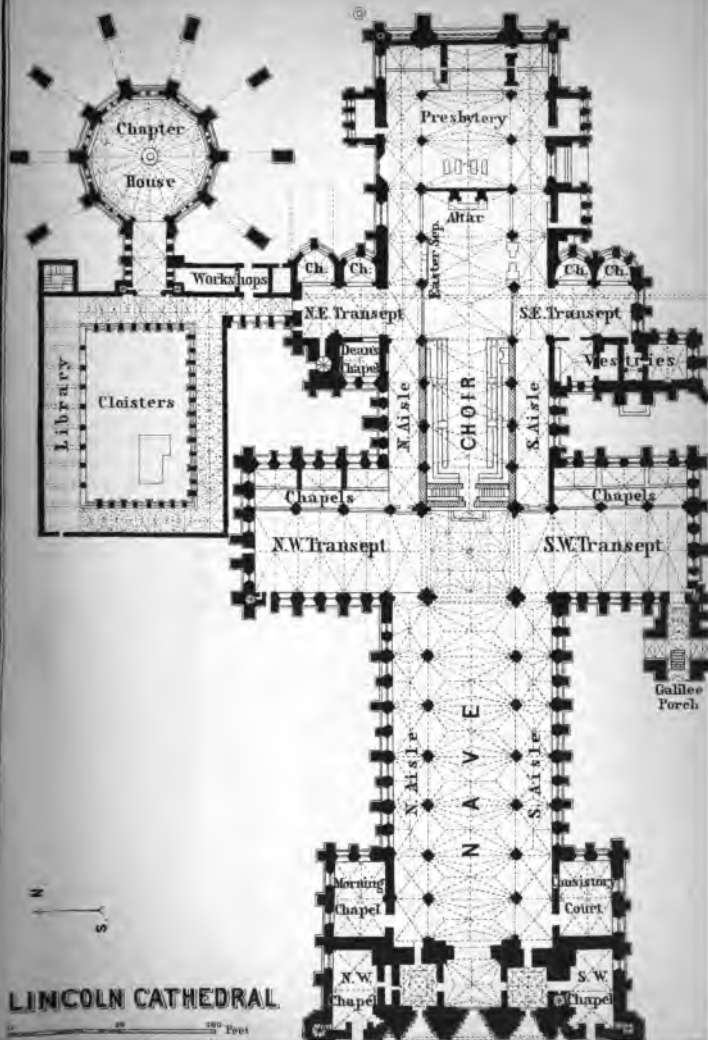 Chapter
House
Presbytery
Altar
Easter Sep.
Ch.
Ch.
Ch.
Ch.
Workshops
N.E. Transept
S.E. Transept
Dean's
Chapel
Vestries
Library
Cloisters
N. Aisle
CHOIR
S. Aisle
Chapels
Chapels
N.W. Transept
S.W. Transept
Galilee
Porch
N. Aisle
NAVE
S. Aisle
Morning
Chapel
Consistory
Court
N.W.
Chapel
S.W.
Chapel
N.
S.
LINCOLN CATHEDRAL
Feet